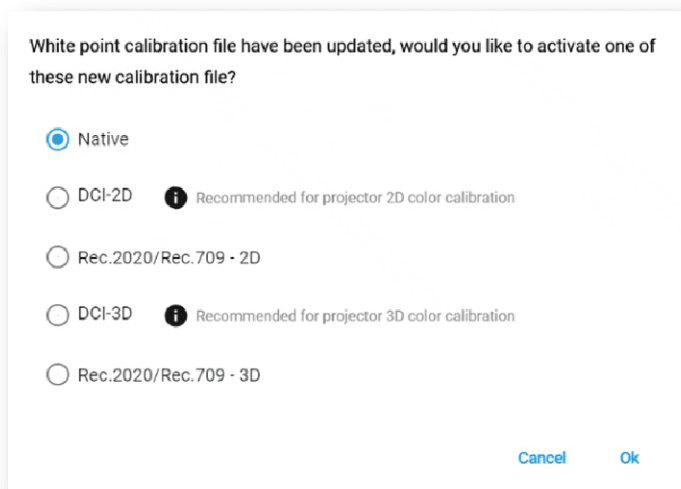 White point calibration file have been updated, would you like to activate one of
these new calibration file?
Native
DCI-2D i Recommended for projector 2D color calibration
Rec.2020/Rec.709 - 2D
DCI-3D i Recommended for projector 3D color calibration
Rec.2020/Rec.709 - 3D
Cancel Ok